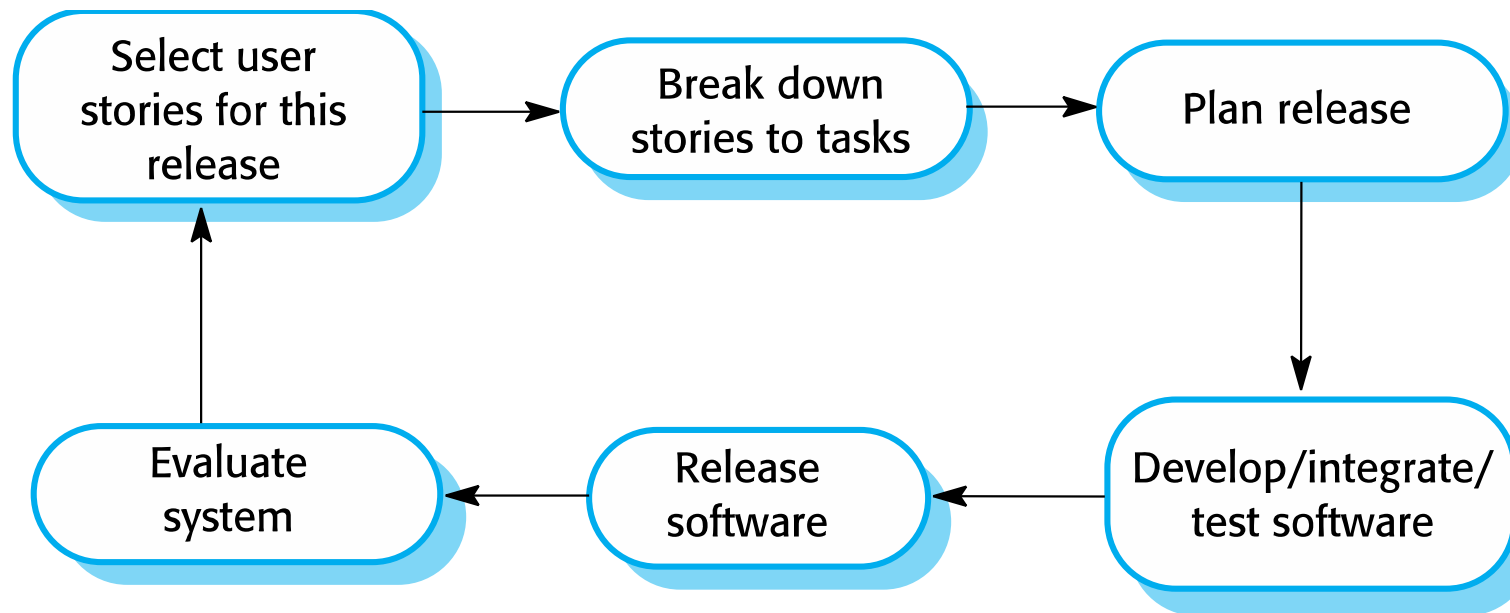 Select user
stories for this
release
Break down
stories to tasks
Plan release
Evaluate
system
Release
software
Develop/integrate/
test software